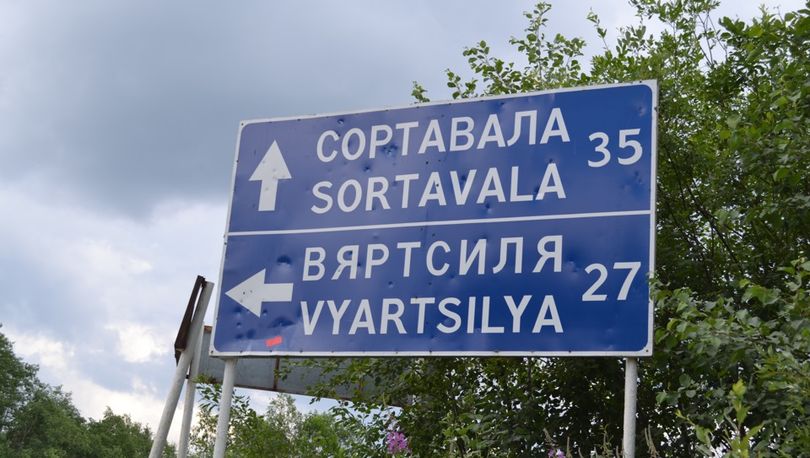 СОРТАВАЛА
SORTAVALA 35
ВЯРТСИЛЯ
VYARTSILYA 27